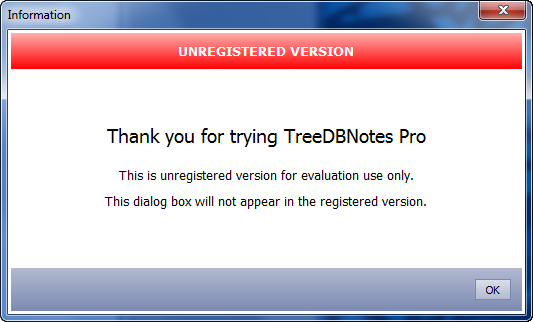 Information
UNREGISTERED VERSION
Thank you for trying TreeDBNotes Pro
This is unregistered version for evaluation use only.
This dialog box will not appear in the registered version.
OK